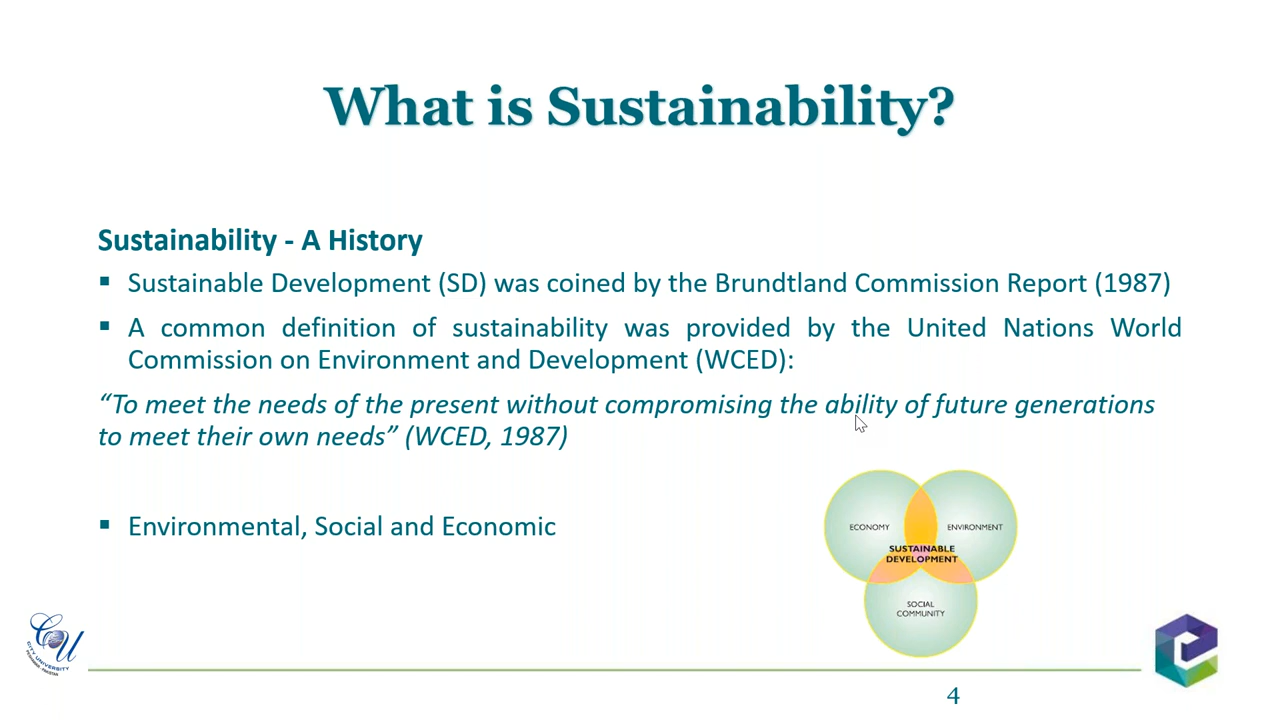 What is Sustainability?
Sustainability - A History
▪ Sustainable Development (SD) was coined by the Brundtland Commission Report (1987)
▪ A common definition of sustainability was provided by the United Nations World
Commission on Environment and Development (WCED):
“To meet the needs of the present without compromising the ability of future generations
to meet their own needs” (WCED, 1987)
▪ Environmental, Social and Economic
ECONOMY
ENVIRONMENT
SUSTAINABLE
DEVELOPMENT
SOCIAL
COMMUNITY
CU
CITY UNIVERSITY
4